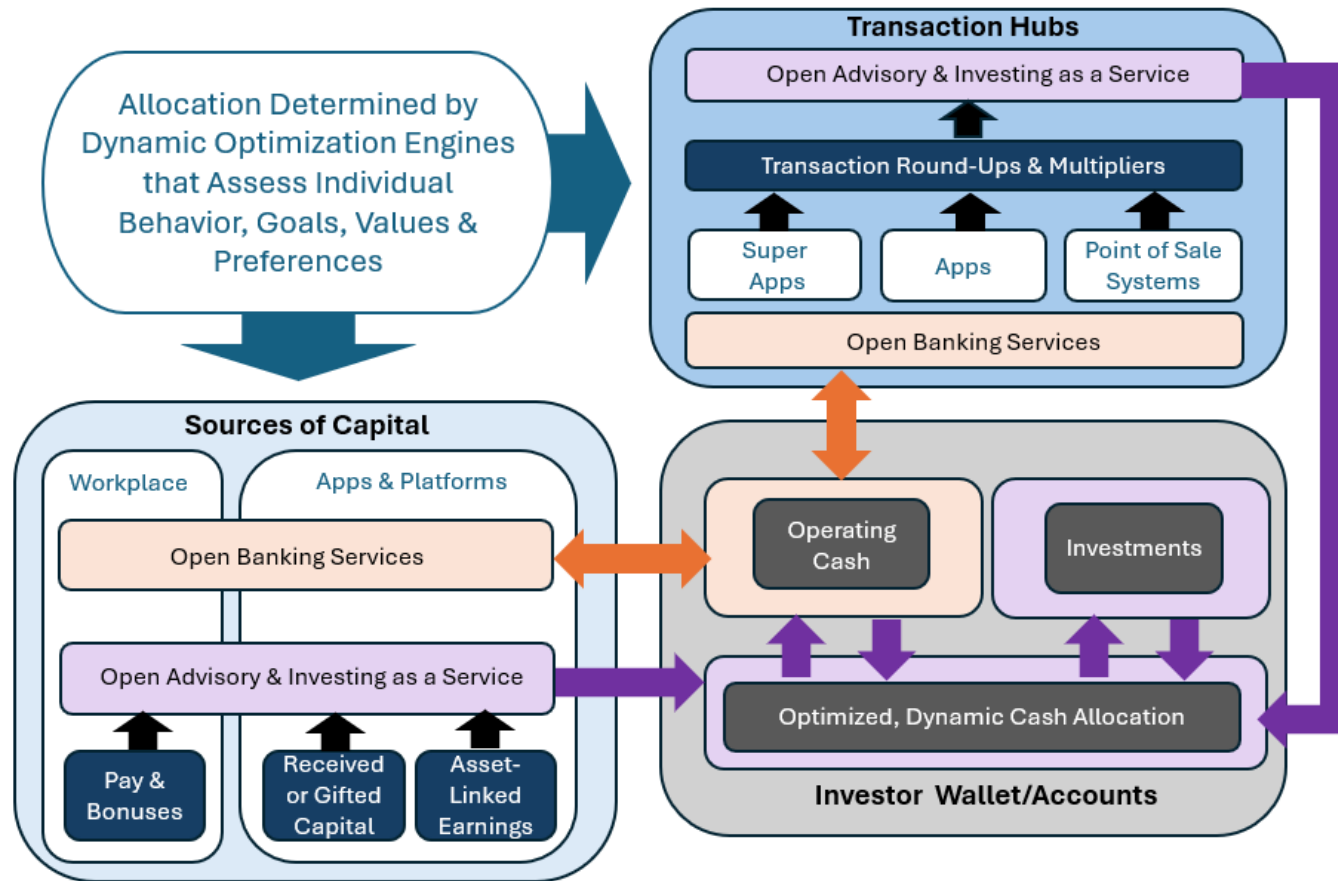 Allocation Determined by
Dynamic Optimization Engines
that Assess Individual
Behavior, Goals, Values &
Preferences
Transaction Hubs
Open Advisory & Investing as a Service
Transaction Round-Ups & Multipliers
Super
Apps
Apps
Point of Sale
Systems
Open Banking Services
Sources of Capital
Workplace
Apps & Platforms
Open Banking Services
Open Advisory & Investing as a Service
Pay &
Bonuses
Received
or Gifted
Capital
Asset-
Linked
Earnings
Operating
Cash
Investments
Optimized, Dynamic Cash Allocation
Investor Wallet/Accounts